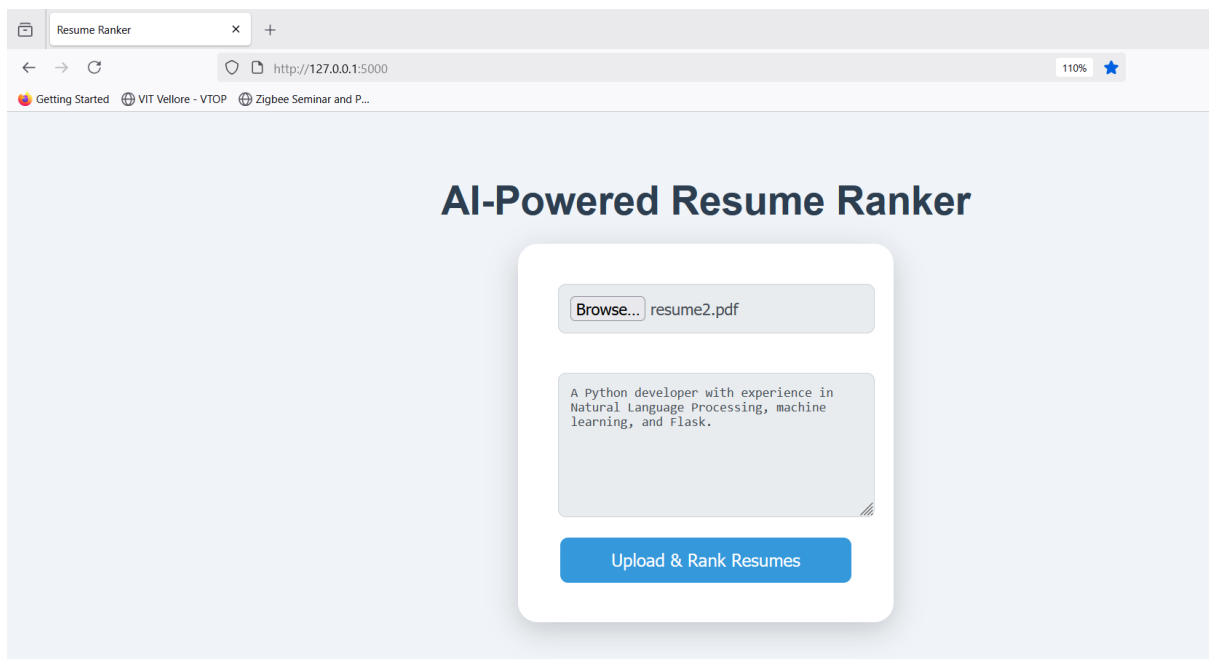 Resume Ranker
http://127.0.0.1:5000
110%
Getting Started VIT Vellore - VTOP Zigbee Seminar and P...
AI-Powered Resume Ranker
Browse... resume2.pdf
A Python developer with experience in
Natural Language Processing, machine
learning, and Flask.
Upload & Rank Resumes